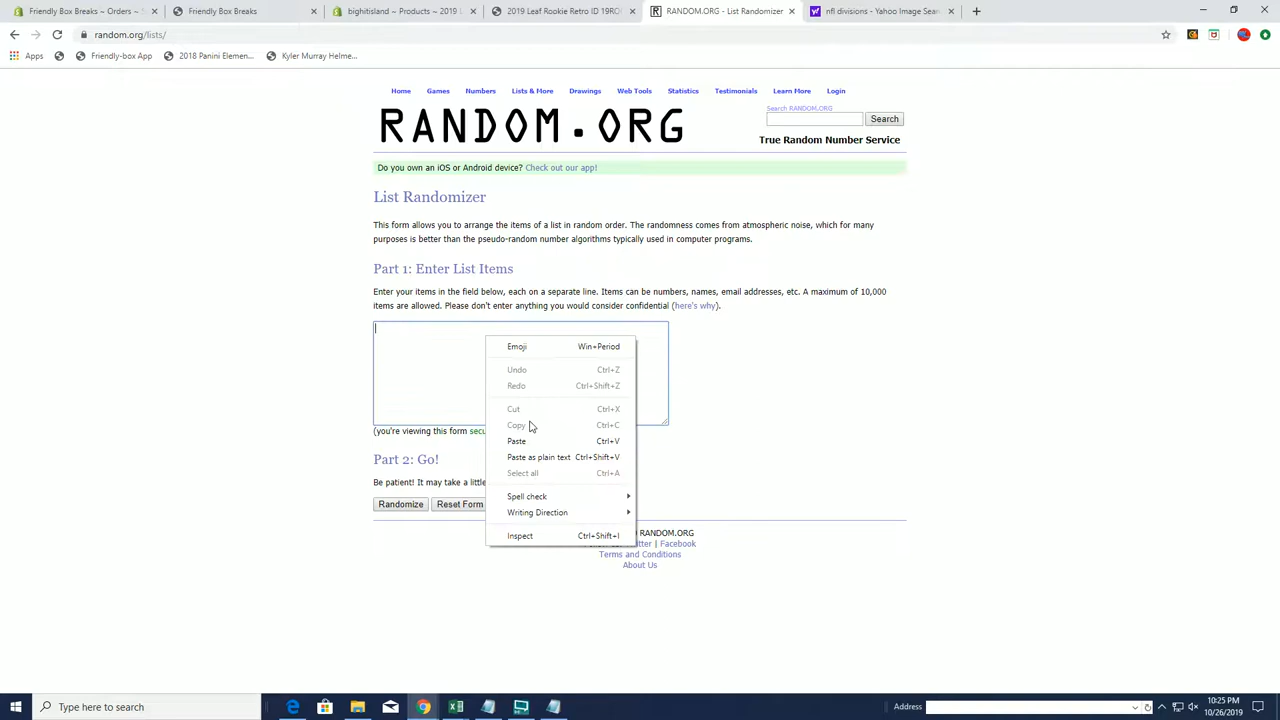 Friendly Box Breaks ~ Orders ~
Friendly Box Breaks
bighitisland ~ Products ~ 2019 L
2019 Leaf Rookie Retro ID 19RO
RANDOM.ORG - List Randomizer
nfl divisions - Yahoo Image Sear
random.org/lists/
Apps
Friendly-box App
2018 Panini Elemen...
Kyler Murray Helme...
Home
Games
Numbers
Lists & More
Drawings
Web Tools
Statistics
Testimonials
Learn More
Login
RANDOM.ORG
Search RANDOM.ORG
Search
True Random Number Service
Do you own an iOS or Android device? Check out our app!
List Randomizer
This form allows you to arrange the items of a list in random order. The randomness comes from atmospheric noise, which for many
purposes is better than the pseudo-random number algorithms typically used in computer programs.
Part 1: Enter List Items
Enter your items in the field below, each on a separate line. Items can be numbers, names, email addresses, etc. A maximum of 10,000
items are allowed. Please don't enter anything you would consider confidential (here's why).
Emoji Win+Period
Undo Ctrl+Z
Redo Ctrl+Shift+Z
Cut Ctrl+X
Copy Ctrl+C
(you're viewing this form secu
Paste Ctrl+V
Paste as plain text Ctrl+Shift+V
Select all Ctrl+A
Part 2: Go!
Be patient! It may take a little
Spell check
Randomize
Reset Form
Writing Direction
Inspect Ctrl+Shift+I
RANDOM.ORG
itter | Facebook
Terms and Conditions
About Us
Type here to search
Address
10:25 PM
10/26/2019